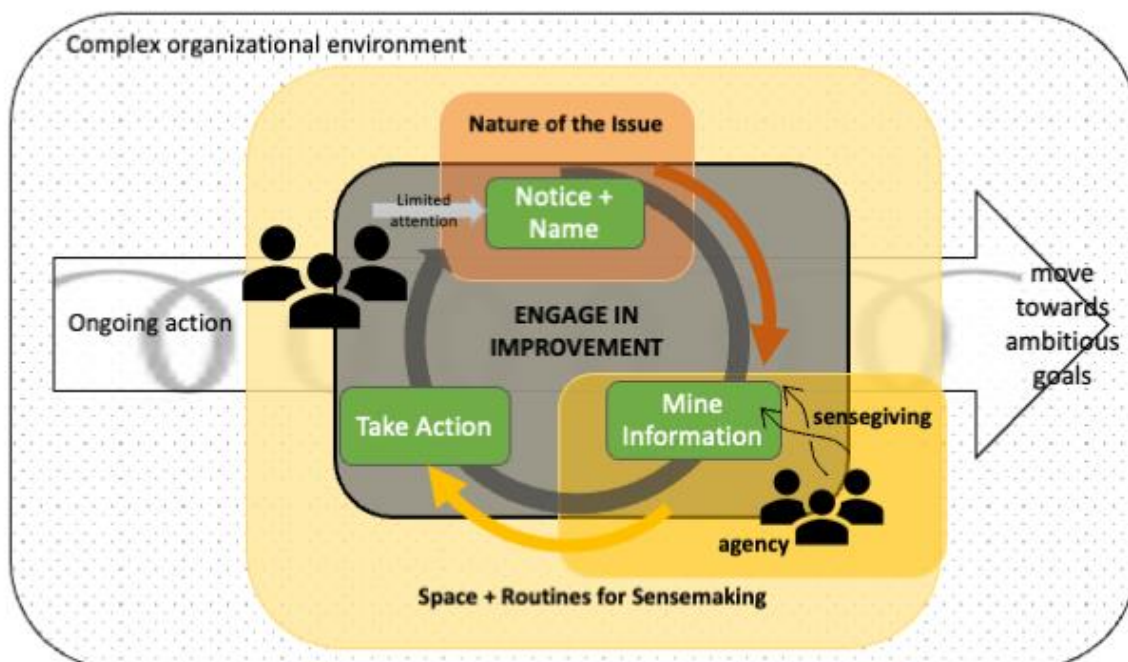 Complex organizational environment
Nature of the Issue
Limited
attention
Notice +
Name
Ongoing action
ENGAGE IN
IMPROVEMENT
move
towards
ambitious
goals
Take Action
Mine
Information
sensegiving
agency
Space + Routines for Sensemaking